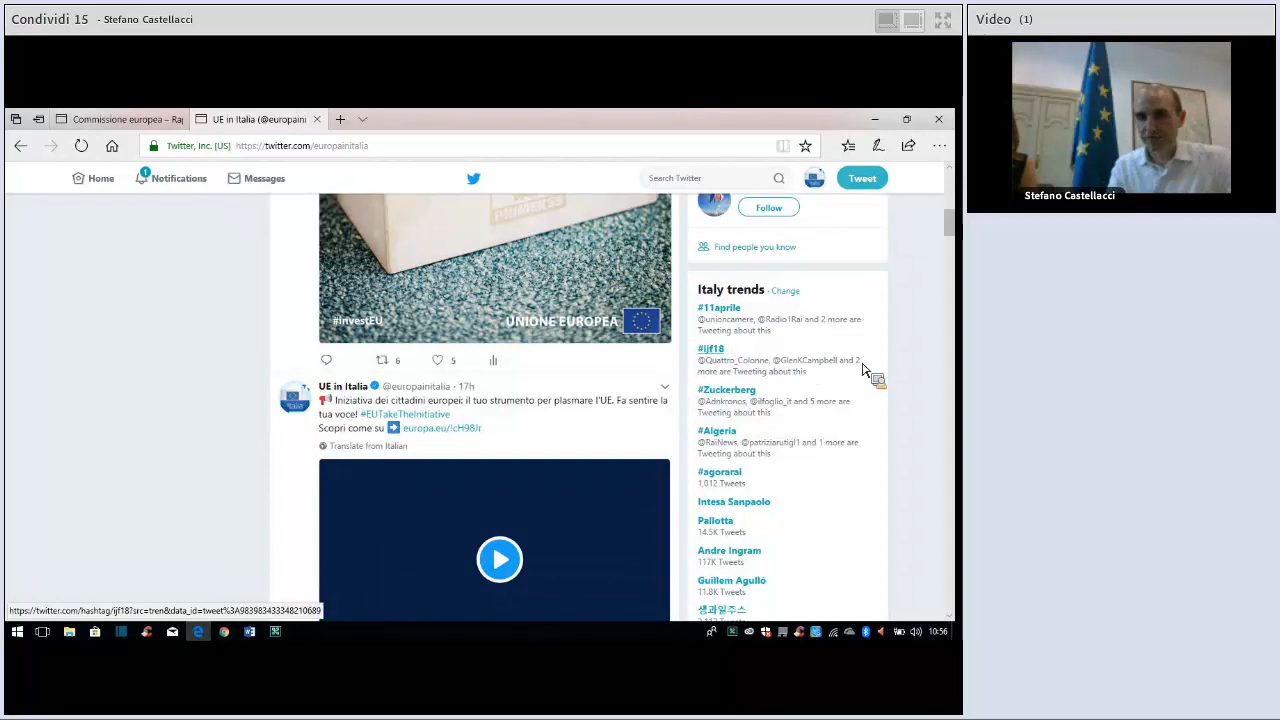 Condividi 15 - Stefano Castellacci
Video (1)
Stefano Castellacci
Commissione europea – Rap
UE in Italia (@europaini
Twitter, Inc. [US] https://twitter.com/europainitalia
Home
1
Notifications
Messages
Search Twitter
Tweet
#investEU
UNIONE EUROPEA
6
5
UE in Italia @europainitalia · 17h
Iniziativa dei cittadini europei: il tuo strumento per plasmare l'UE. Fa sentire la
tua voce! #EUTakeTheInitiative
Scopri come su europa.eu/!cH98Jr
Translate from Italian
Follow
Find people you know
Italy trends · Change
#11aprile
@unioncamere, @Radio1Rai and 2 more are
Tweeting about this
#ijf18
@Quattro_Colonne, @GlenKCampbell and 2
more are Tweeting about this
#Zuckerberg
@Adnkronos, @ilfoglio_it and 5 more are
Tweeting about this
#Algeria
@RaiNews, @patriziarutigl1 and 1 more are
Tweeting about this
#agorarai
1,012 Tweets
Intesa Sanpaolo
Pallotta
14.5K Tweets
Andre Ingram
117K Tweets
Guillem Agulló
11.8K Tweets
생과일주스
https://twitter.com/hashtag/ijf18?src=tren&data_id=tweet%3A983983433348210689
10:56